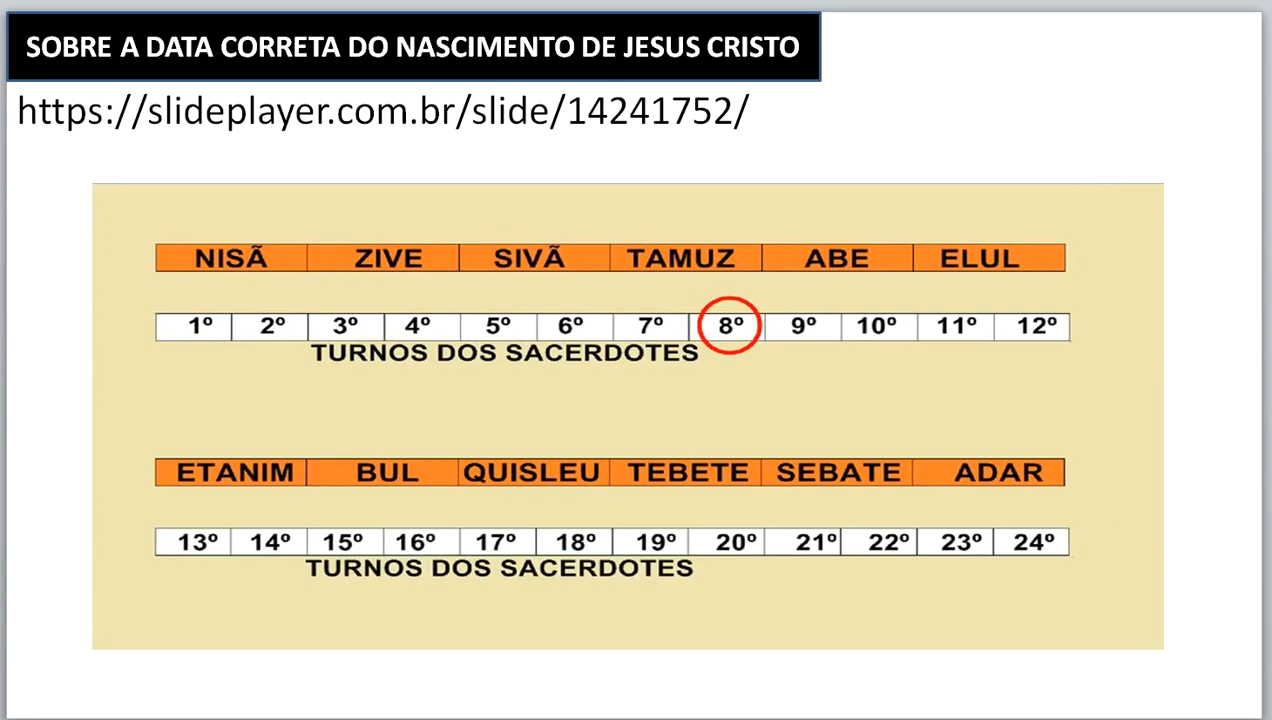 SOBRE A DATA CORRETA DO NASCIMENTO DE JESUS CRISTO
https://slideplayer.com.br/slide/14241752/
NISÃ ZIVE SIVÃ TAMUZ ABE ELUL
1º 2º 3º 4º 5º 6º 7º 8º 9º 10º 11º 12º
TURNOS DOS SACERDOTES
ETANIM BUL QUISLEU TEBETE SEBATE ADAR
13º 14º 15º 16º 17º 18º 19º 20º 21º 22º 23º 24º
TURNOS DOS SACERDOTES